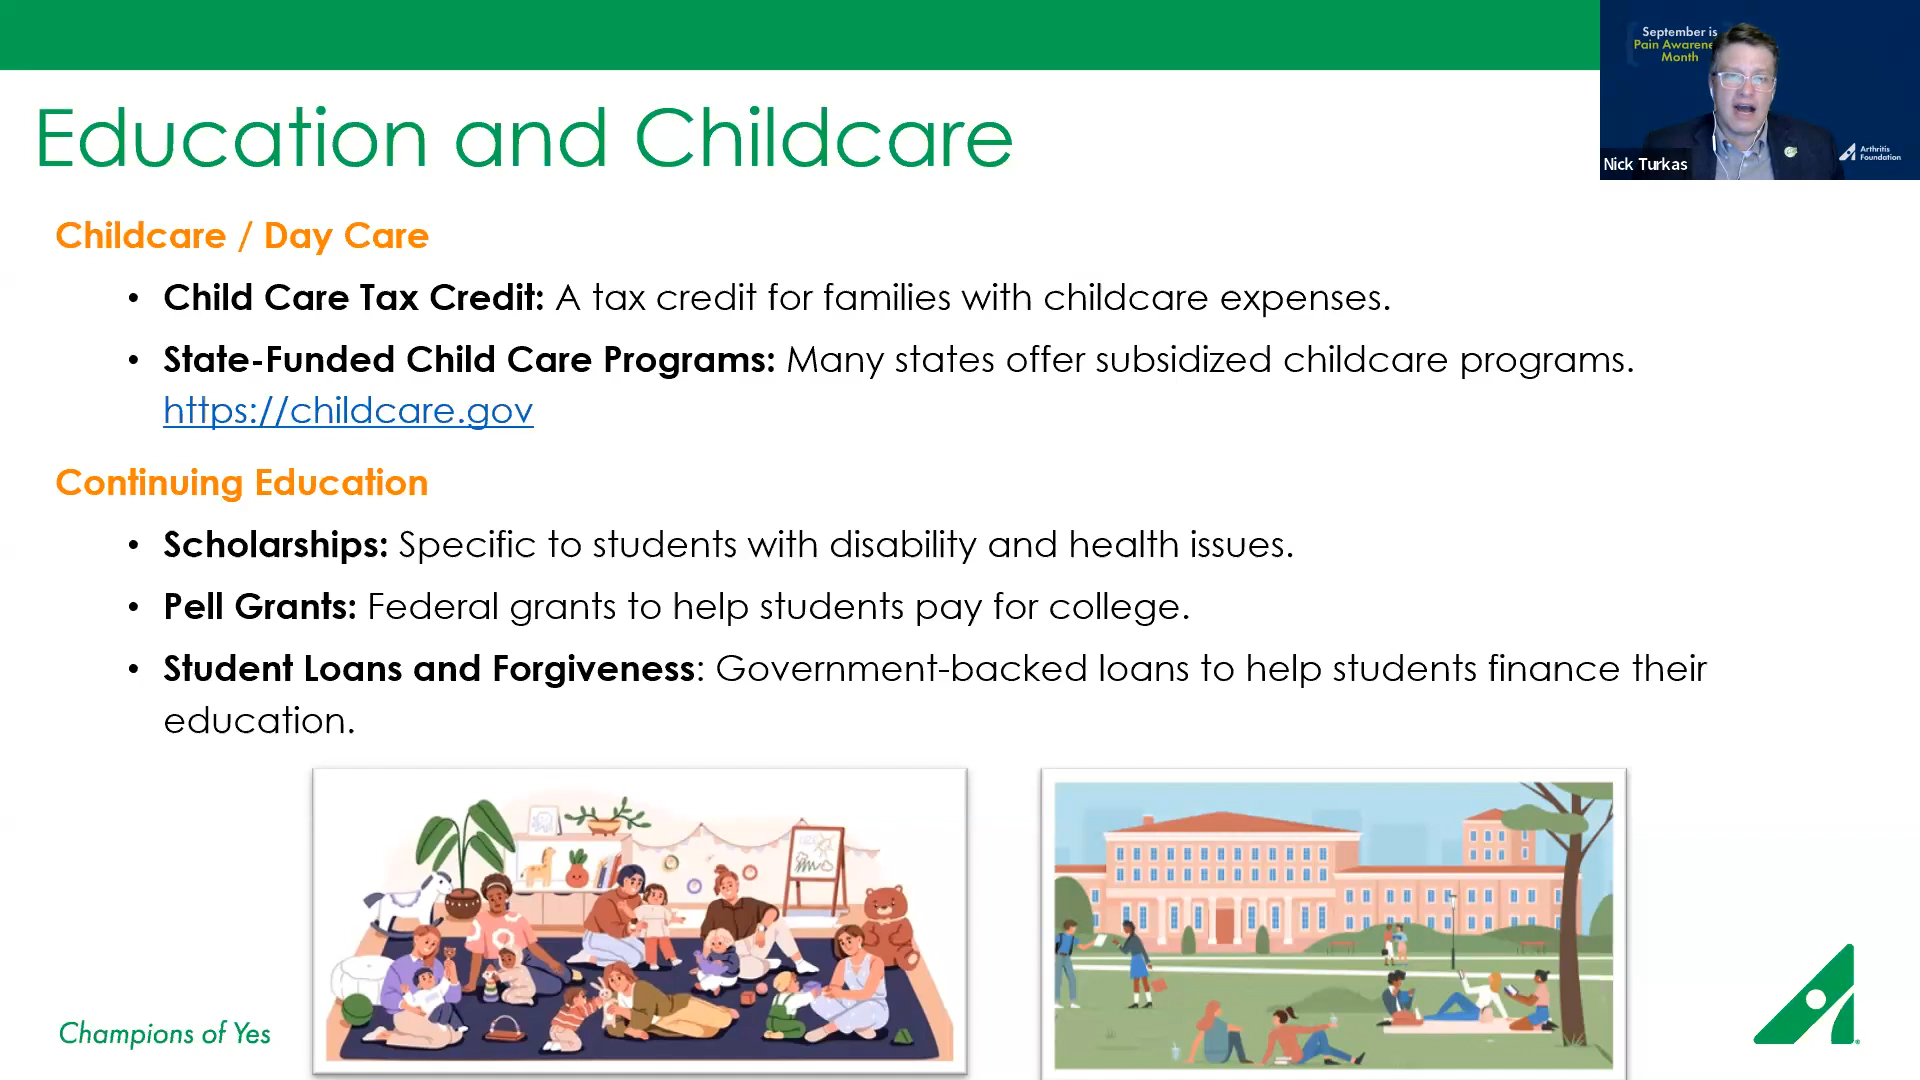 September is
Pain Awarene
Month
Arthritis
Foundation
Nick Turkas
Education and Childcare
Childcare / Day Care
• Child Care Tax Credit: A tax credit for families with childcare expenses.
• State-Funded Child Care Programs: Many states offer subsidized childcare programs.
https://childcare.gov
Continuing Education
• Scholarships: Specific to students with disability and health issues.
• Pell Grants: Federal grants to help students pay for college.
• Student Loans and Forgiveness: Government-backed loans to help students finance their
education.
Champions of Yes